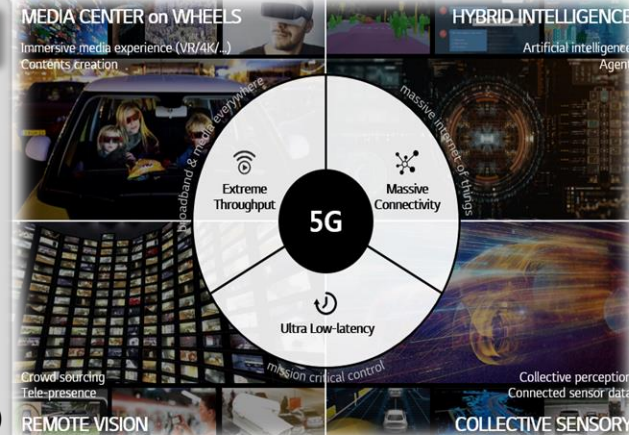 MEDIA CENTER on WHEELS
Immersive media experience (VR/4K/...)
Contents creation
HYBRID INTELLIGENCE
Artificial intelligence
Agent
broadband & media everywhere
massive internet of things
Extreme
Throughput
Massive
Connectivity
5G
Ultra Low-latency
mission critical control
Crowd sourcing
Tele-presence
REMOTE VISION
Collective perception
Connected sensor data
COLLECTIVE SENSORY